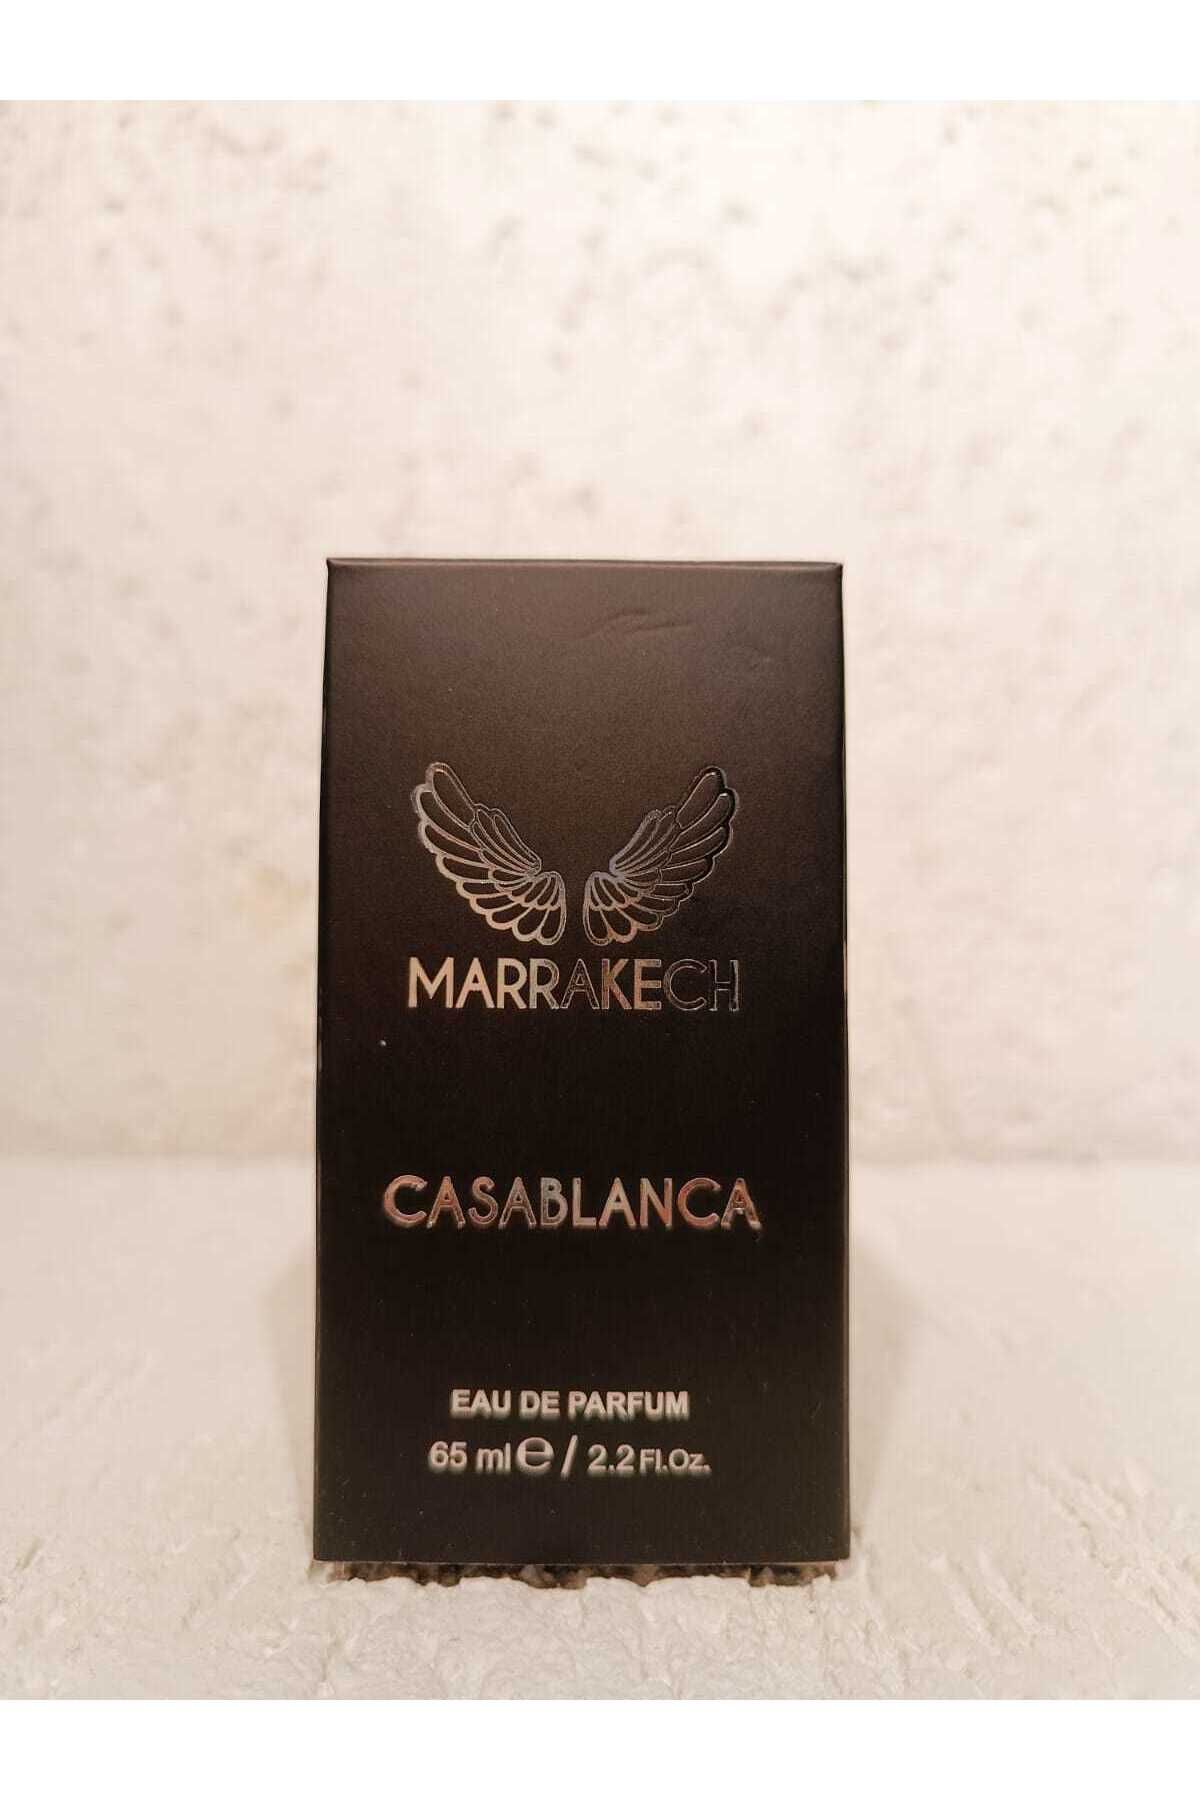 MARRAKECH
CASABLANCA
EAU DE PARFUM
65 ml ℮ / 2.2 Fl.Oz.